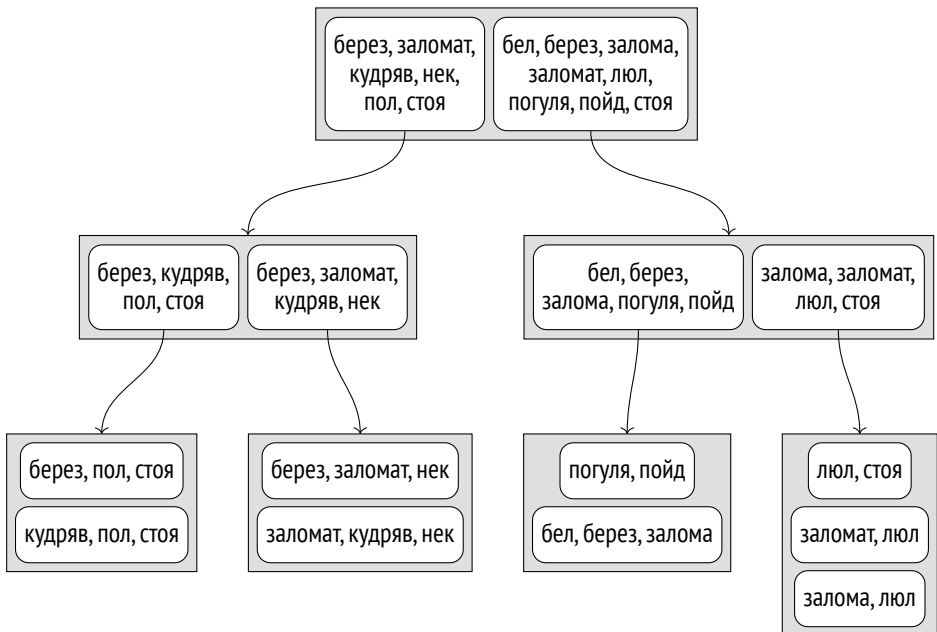 берез, заломат,
кудряв, нек,
пол, стоя
бел, берез, залома,
заломат, люл,
погуля, пойд, стоя
берез, кудряв,
пол, стоя
берез, заломат,
кудряв, нек
бел, берез,
залома, погуля, пойд
залома, заломат,
люл, стоя
берез, пол, стоя
кудряв, пол, стоя
берез, заломат, нек
заломат, кудряв, нек
погуля, пойд
бел, берез, залома
люл, стоя
заломат, люл
залома, люл